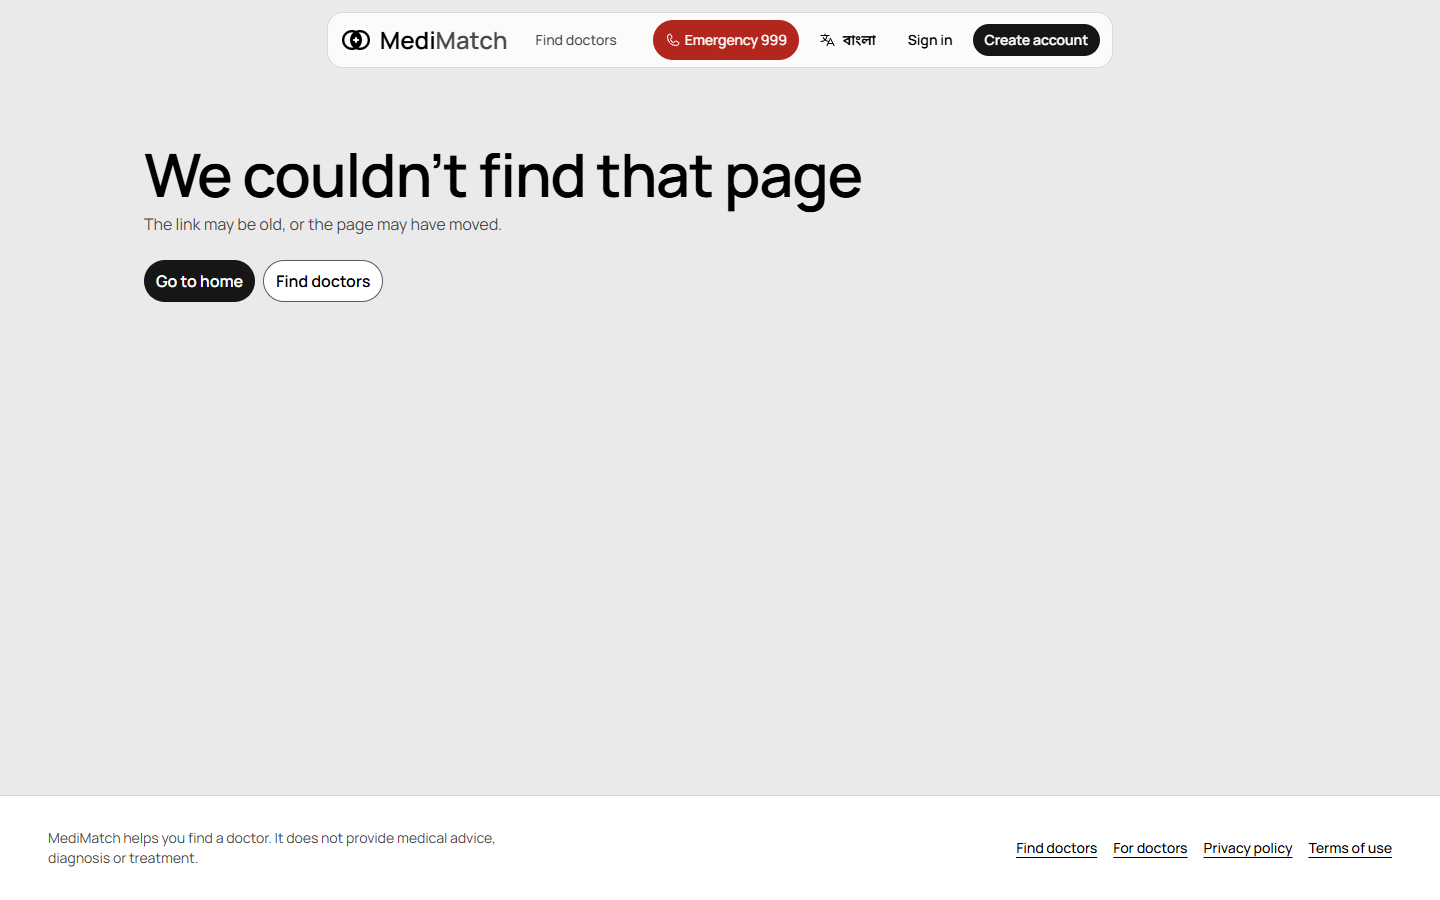 MediMatch
Find doctors
Emergency 999
বাংলা
Sign in
Create account
We couldn’t find that page
The link may be old, or the page may have moved.
Go to home
Find doctors
MediMatch helps you find a doctor. It does not provide medical advice,
diagnosis or treatment.
Find doctors
For doctors
Privacy policy
Terms of use